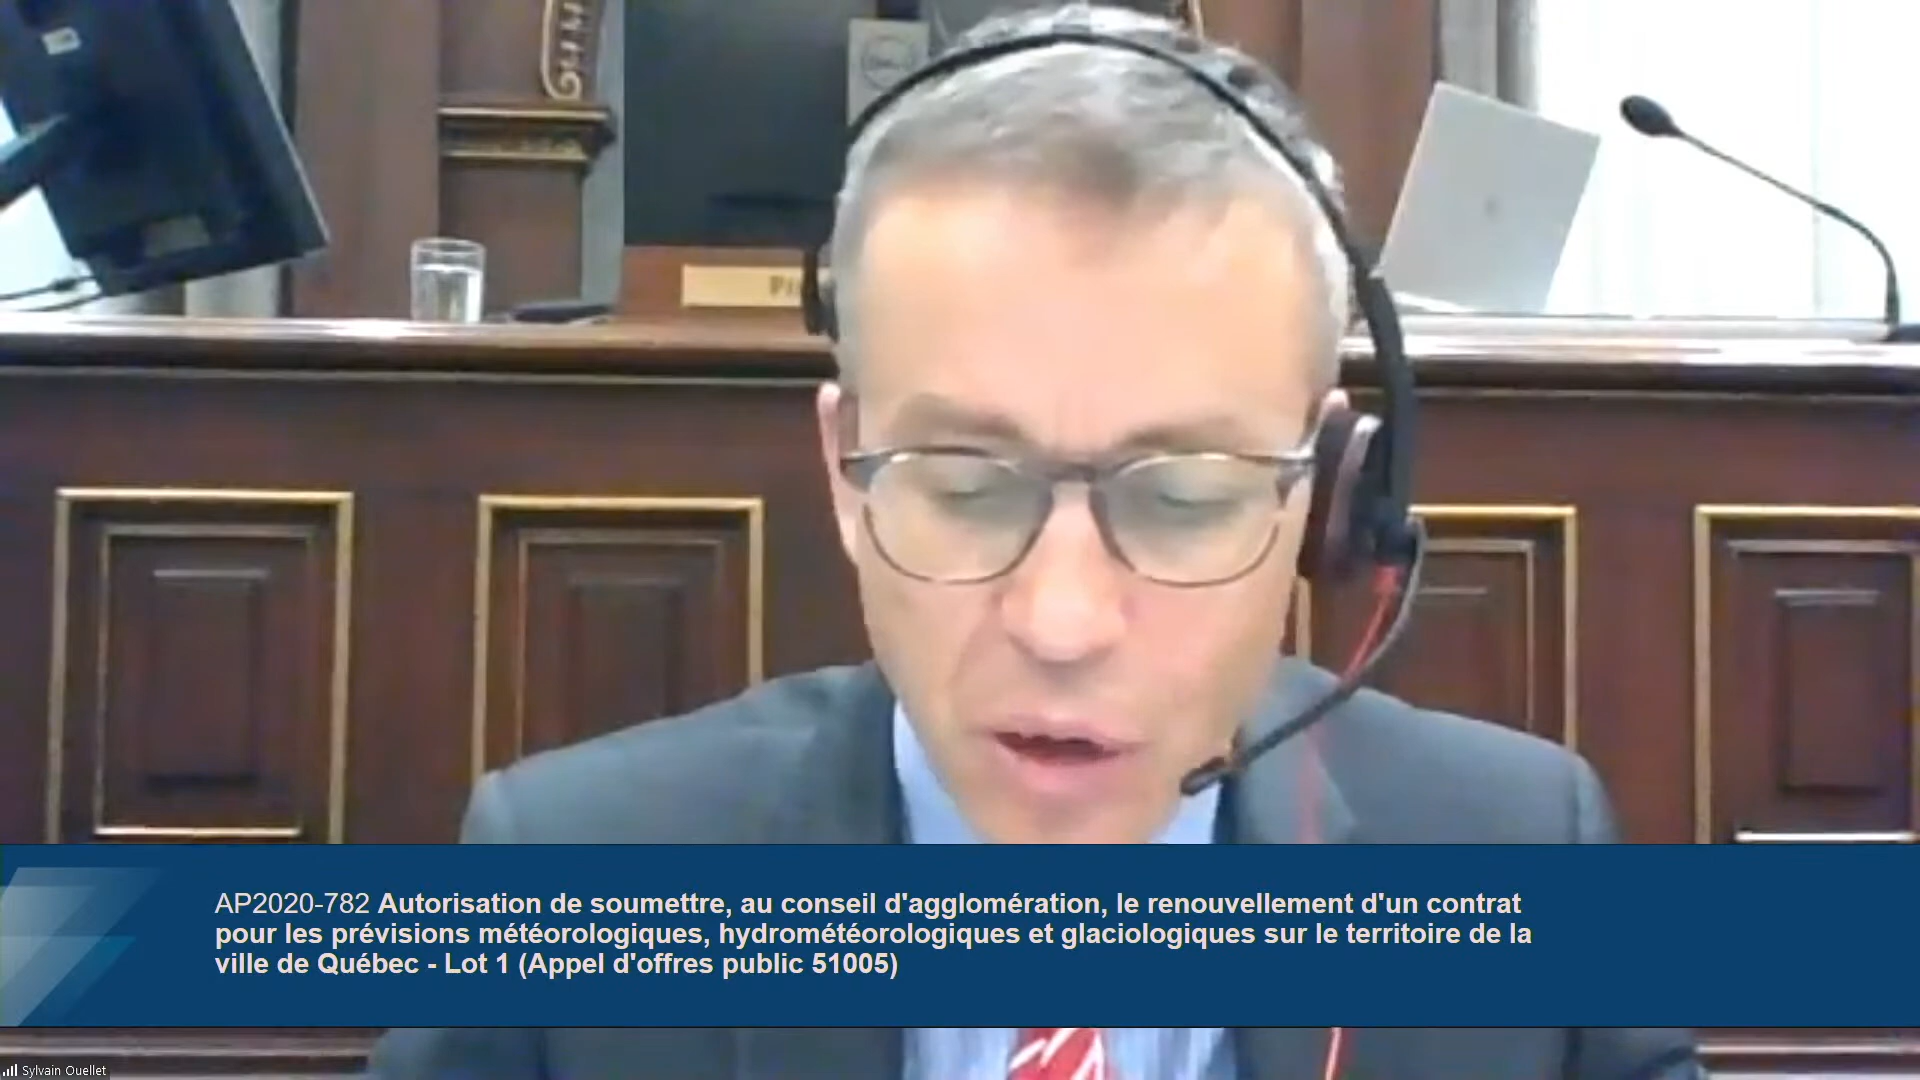 AP2020-782 Autorisation de soumettre, au conseil d'agglomération, le renouvellement d'un contrat
pour les prévisions météorologiques, hydrométéorologiques et glaciologiques sur le territoire de la
ville de Québec - Lot 1 (Appel d'offres public 51005)
Sylvain Ouellet